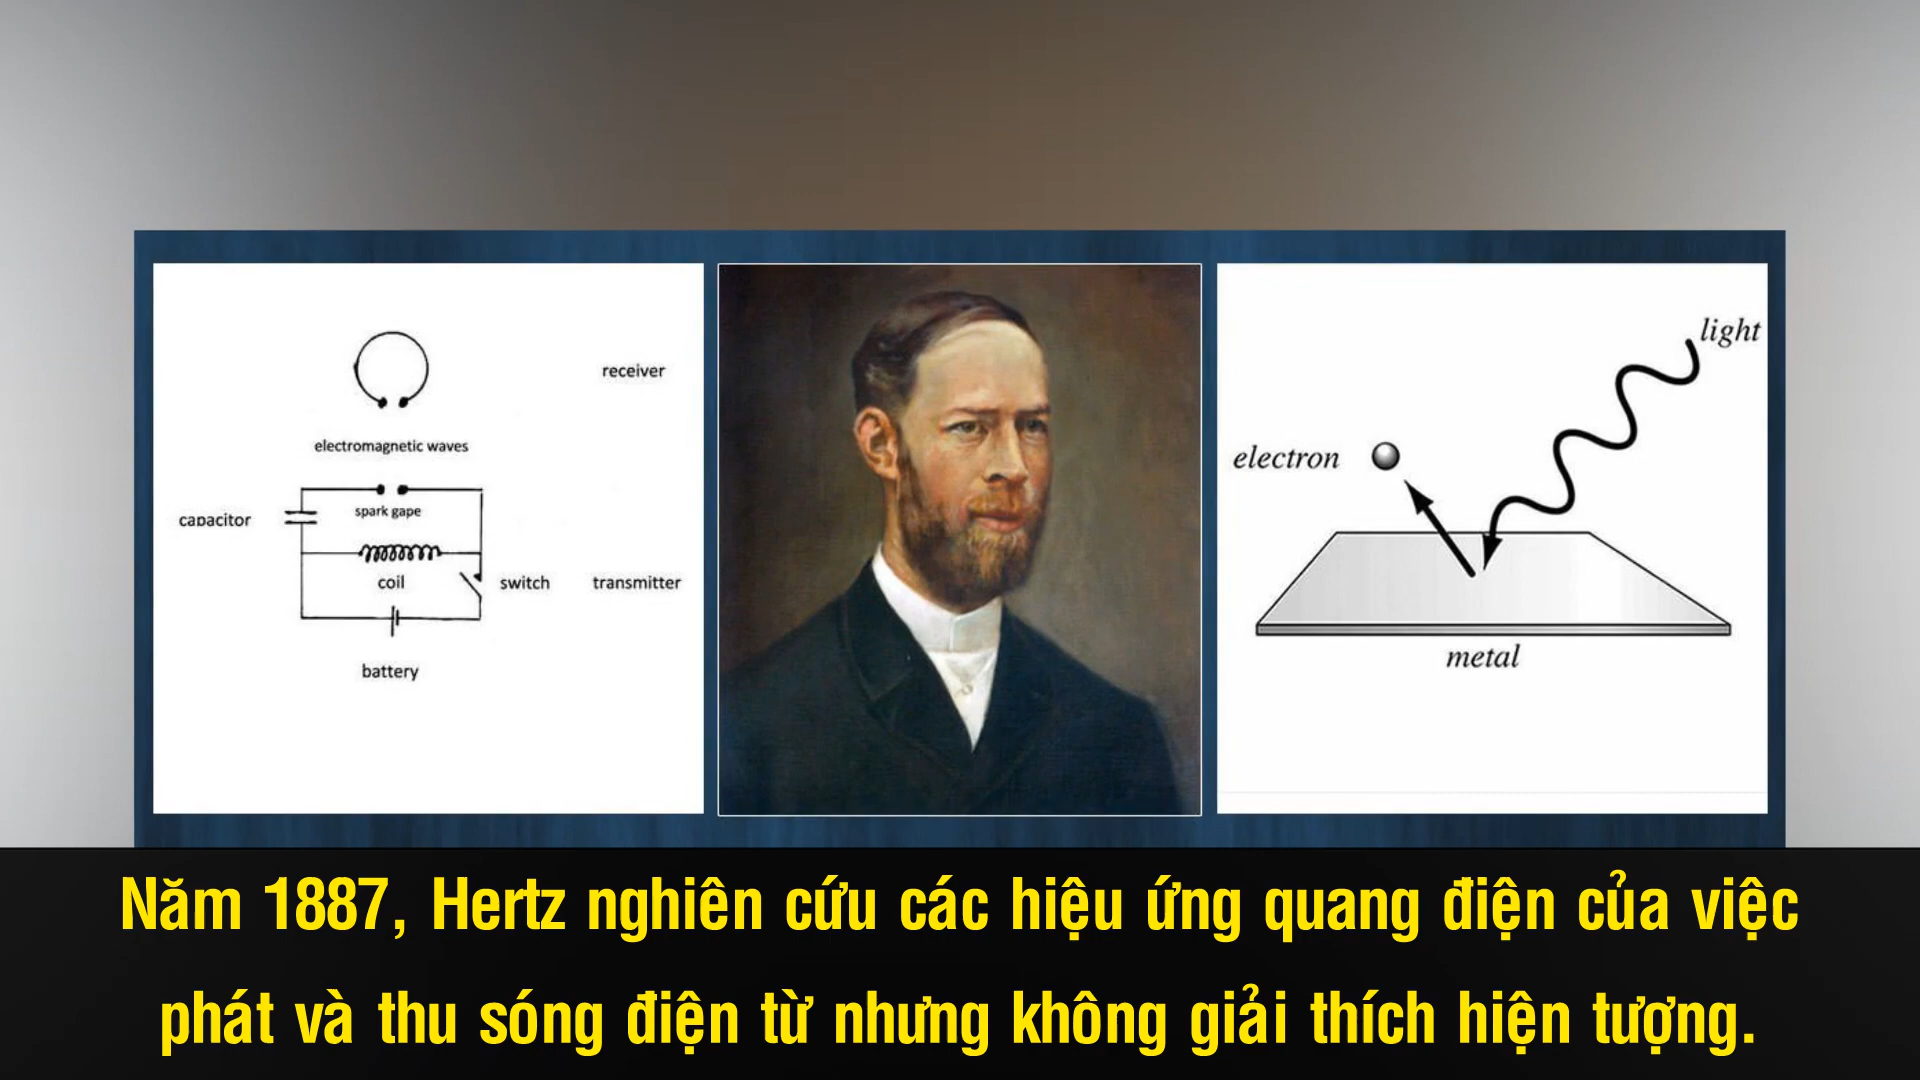 receiver
electromagnetic waves
capacitor
spark gape
coil
switch
transmitter
battery
light
electron
metal
Năm 1887, Hertz nghiên cứu các hiệu ứng quang điện của việc
phát và thu sóng điện từ nhưng không giải thích hiện tượng.